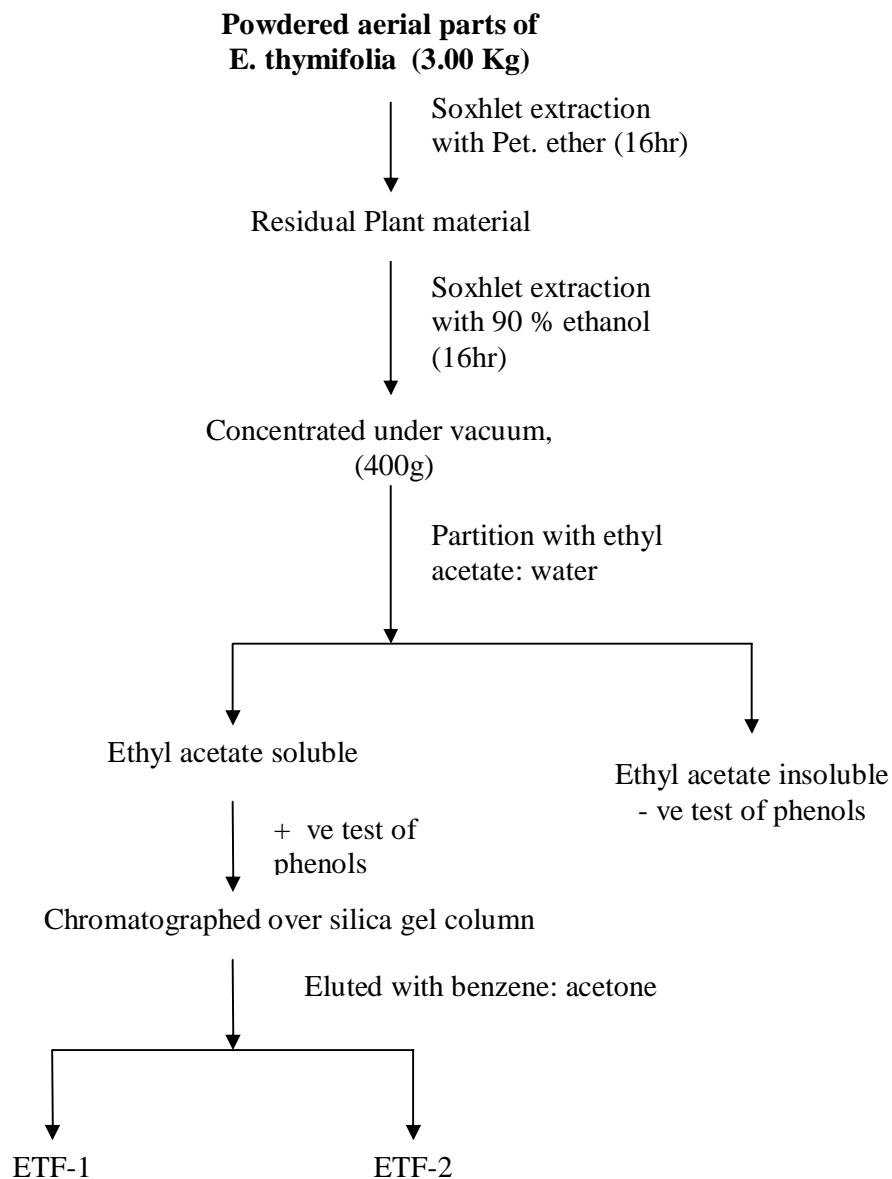 Powdered aerial parts of
E. thymifolia (3.00 Kg)
Soxhlet extraction
with Pet. ether (16hr)
Residual Plant material
Soxhlet extraction
with 90 % ethanol
(16hr)
Concentrated under vacuum,
(400g)
Partition with ethyl
acetate: water
Ethyl acetate soluble
Ethyl acetate insoluble
- ve test of phenols
+ ve test of
phenols
Chromatographed over silica gel column
Eluted with benzene: acetone
ETF-1
ETF-2